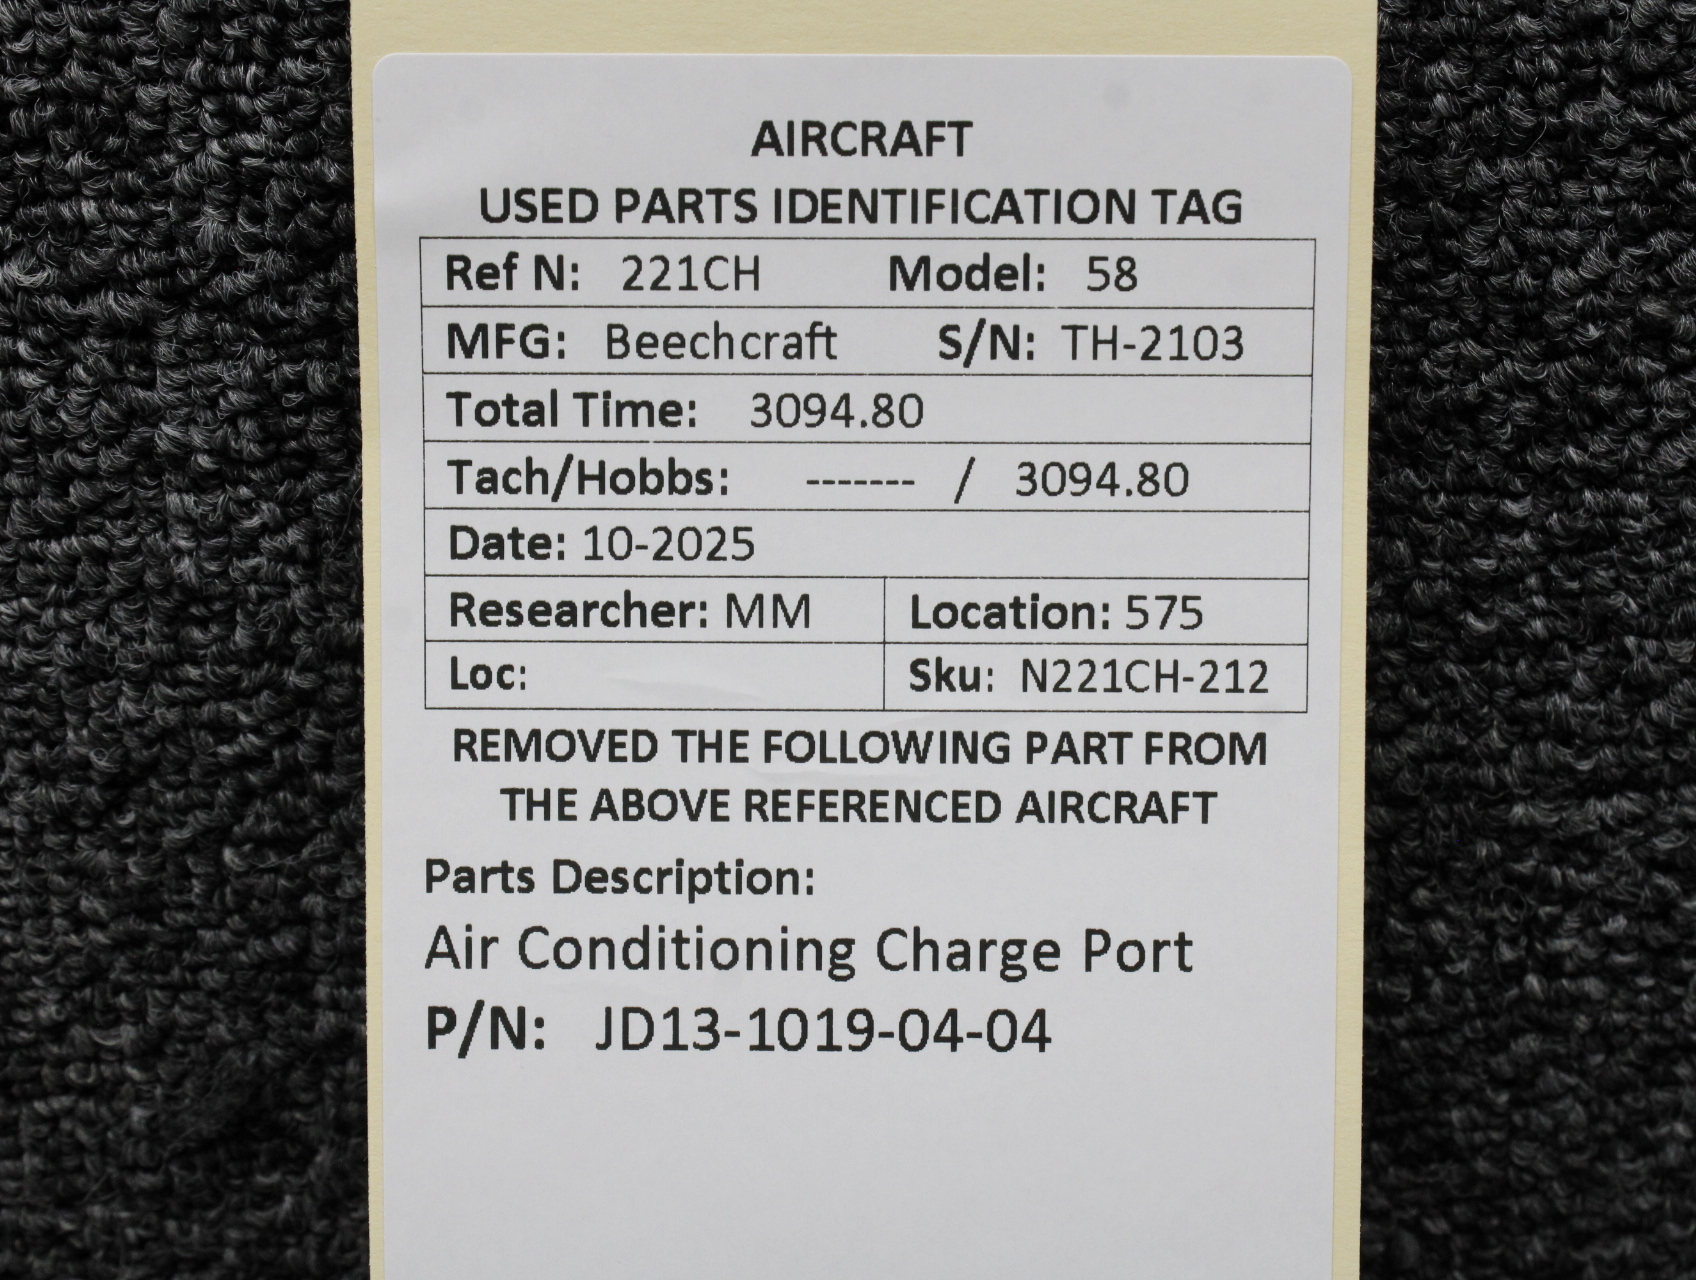 AIRCRAFT
USED PARTS IDENTIFICATION TAG
Ref N: 221CH Model: 58
MFG: Beechcraft S/N: TH-2103
Total Time: 3094.80
Tach/Hobbs: ------- / 3094.80
Date: 10-2025
Researcher: MM Location: 575
Loc: Sku: N221CH-212
REMOVED THE FOLLOWING PART FROM
THE ABOVE REFERENCED AIRCRAFT
Parts Description:
Air Conditioning Charge Port
P/N: JD13-1019-04-04